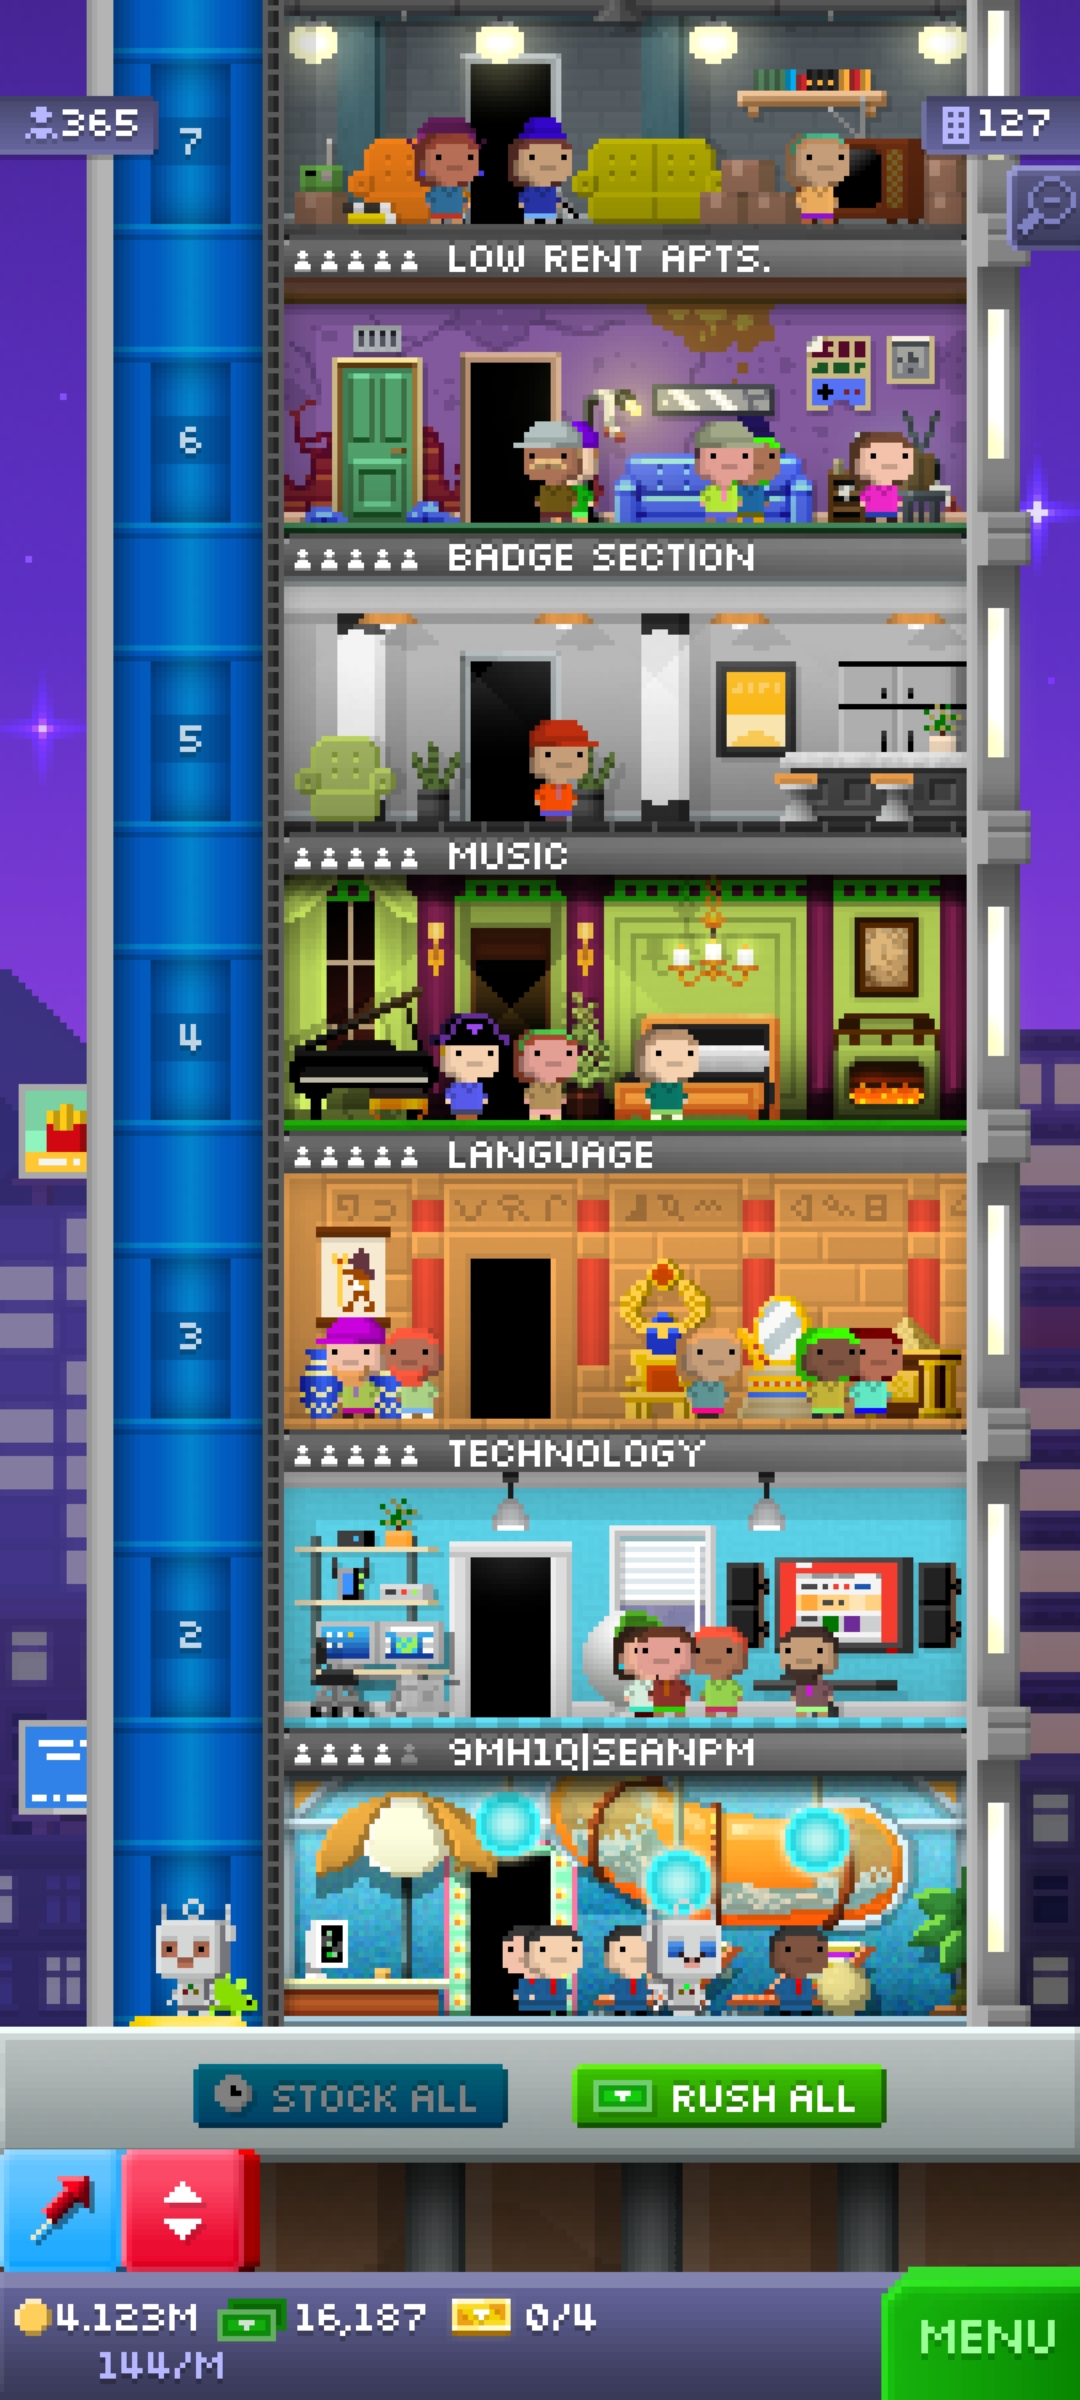 365
7
127
LOW RENT APTS.
6
BADGE SECTION
5
MUSIC
4
LANGUAGE
3
TECHNOLOGY
2
9MH1Q|SEANPM
STOCK ALL
RUSH ALL
4.123M
16,187
0/4
144/M
MENU